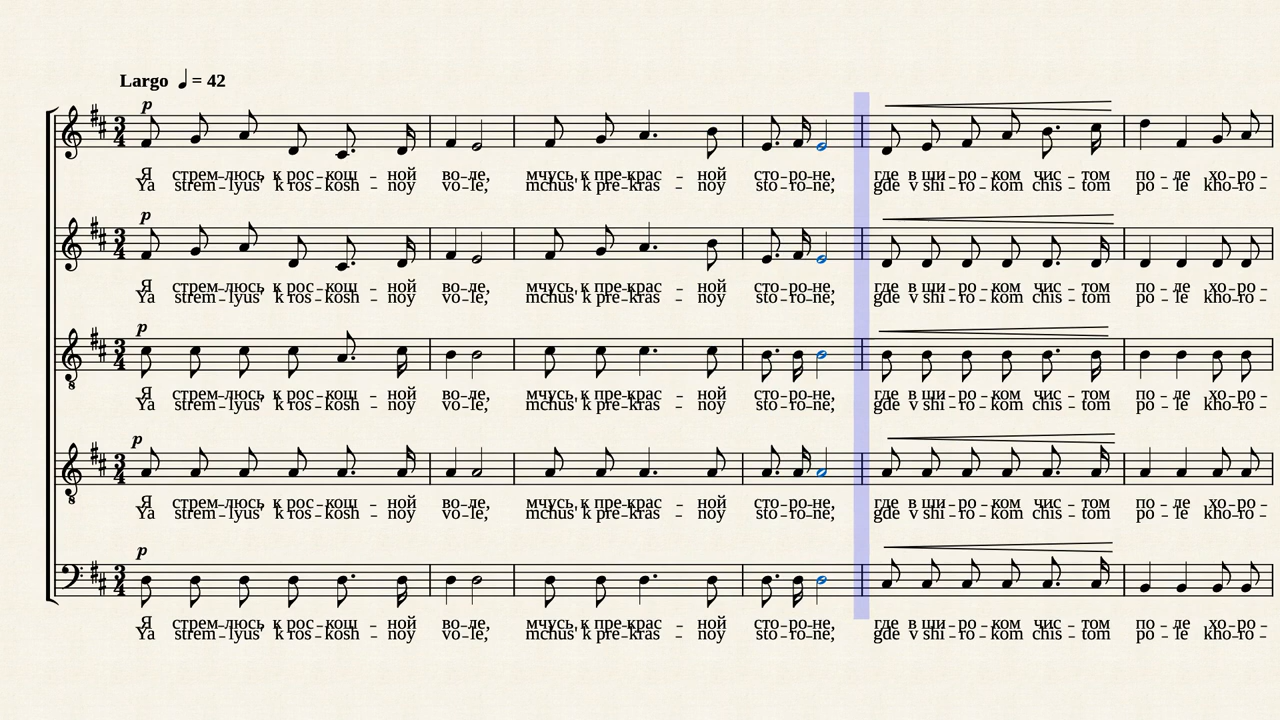 Largo ♩= 42
p
3/4
Я стрем-люсь к рос-кош-ной во-ле, мчусь к пре-крас-ной сто-ро-не, где в ши-ро-ком чис-том по-ле хо-ро-
Ya strem-lyus' k ros-kosh-noy vo-le, mchus' k pre-kras-noy sto-ro-ne, gde v shi-ro-kom chis-tom po-le kho-ro-
p
3/4
Я стрем-люсь к рос-кош-ной во-ле, мчусь к пре-крас-ной сто-ро-не, где в ши-ро-ком чис-том по-ле хо-ро-
Ya strem-lyus' k ros-kosh-noy vo-le, mchus' k pre-kras-noy sto-ro-ne, gde v shi-ro-kom chis-tom po-le kho-ro-
p
3/4
8
Я стрем-люсь к рос-кош-ной во-ле, мчусь к пре-крас-ной сто-ро-не, где в ши-ро-ком чис-том по-ле хо-ро-
Ya strem-lyus' k ros-kosh-noy vo-le, mchus' k pre-kras-noy sto-ro-ne, gde v shi-ro-kom chis-tom po-le kho-ro-
p
3/4
8
Я стрем-люсь к рос-кош-ной во-ле, мчусь к пре-крас-ной сто-ро-не, где в ши-ро-ком чис-том по-ле хо-ро-
Ya strem-lyus' k ros-kosh-noy vo-le, mchus' k pre-kras-noy sto-ro-ne, gde v shi-ro-kom chis-tom po-le kho-ro-
p
3/4
Я стрем-люсь к рос-кош-ной во-ле, мчусь к пре-крас-ной сто-ро-не, где в ши-ро-ком чис-том по-ле хо-ро-
Ya strem-lyus' k ros-kosh-noy vo-le, mchus' k pre-kras-noy sto-ro-ne, gde v shi-ro-kom chis-tom po-le kho-ro-